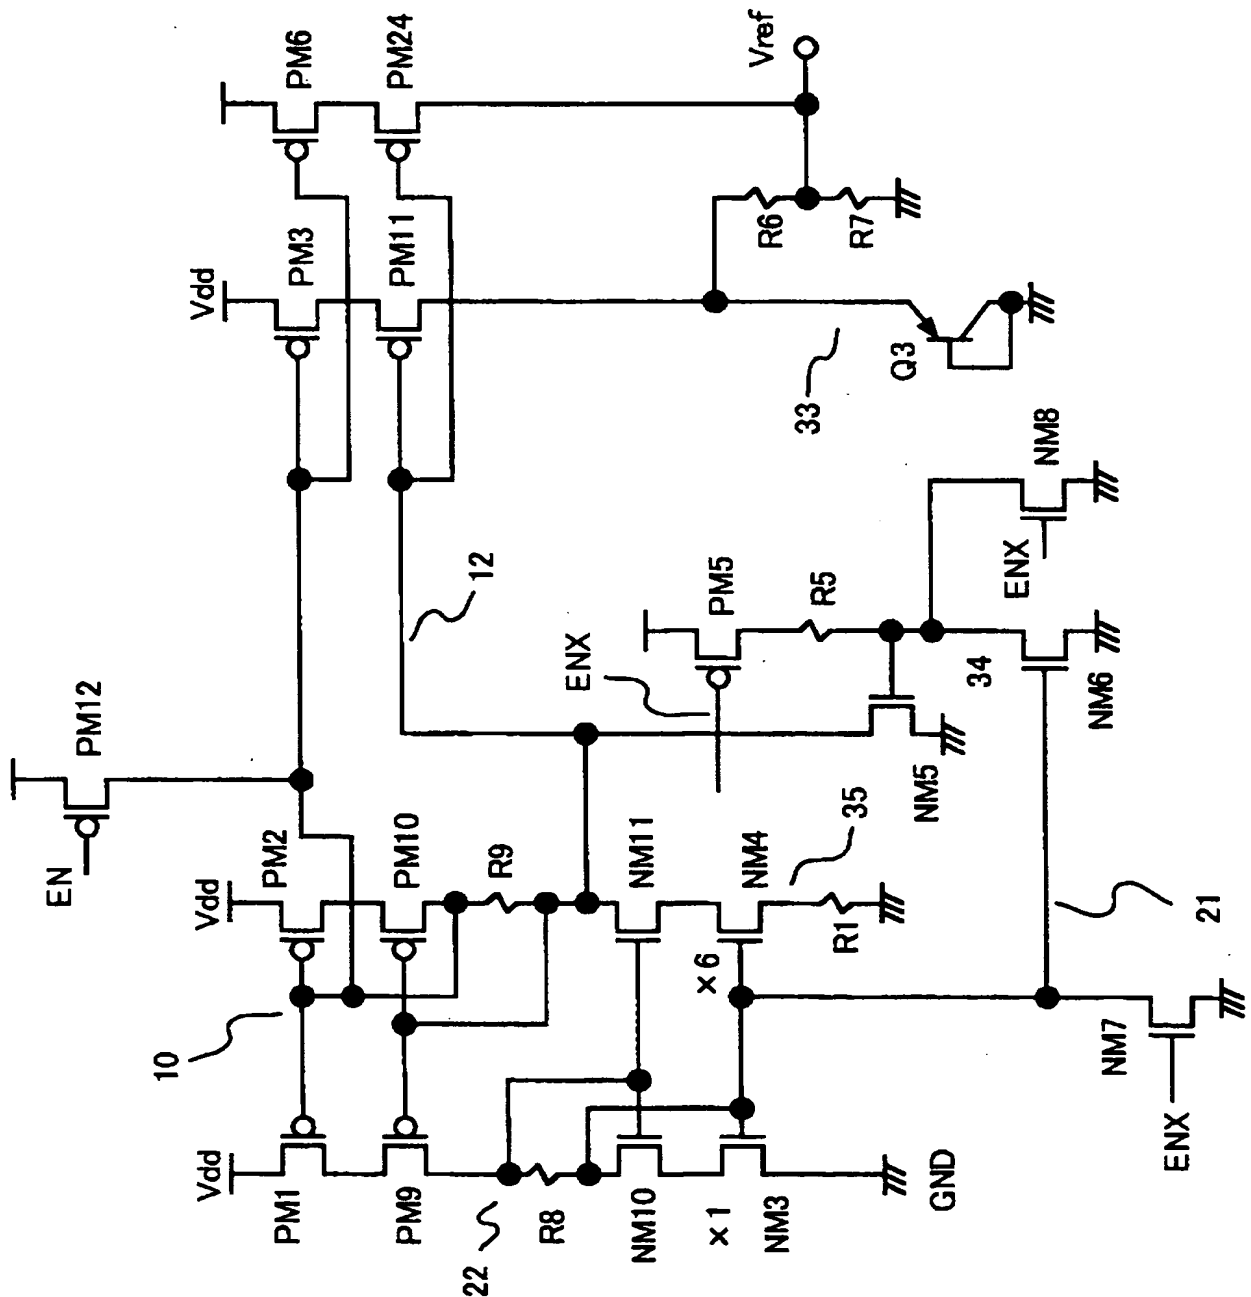 PM6
PM24
Vref
Vdd
PM3
PM11
R6
R7
33
Q3
12
ENX
PM5
R5
NM8
ENX
34
NM6
NM5
PM12
EN
Vdd
PM2
PM10
R9
NM11
NM4
35
×6
R1
21
10
NM7
ENX
Vdd
PM1
PM9
22
R8
NM10
×1
NM3
GND